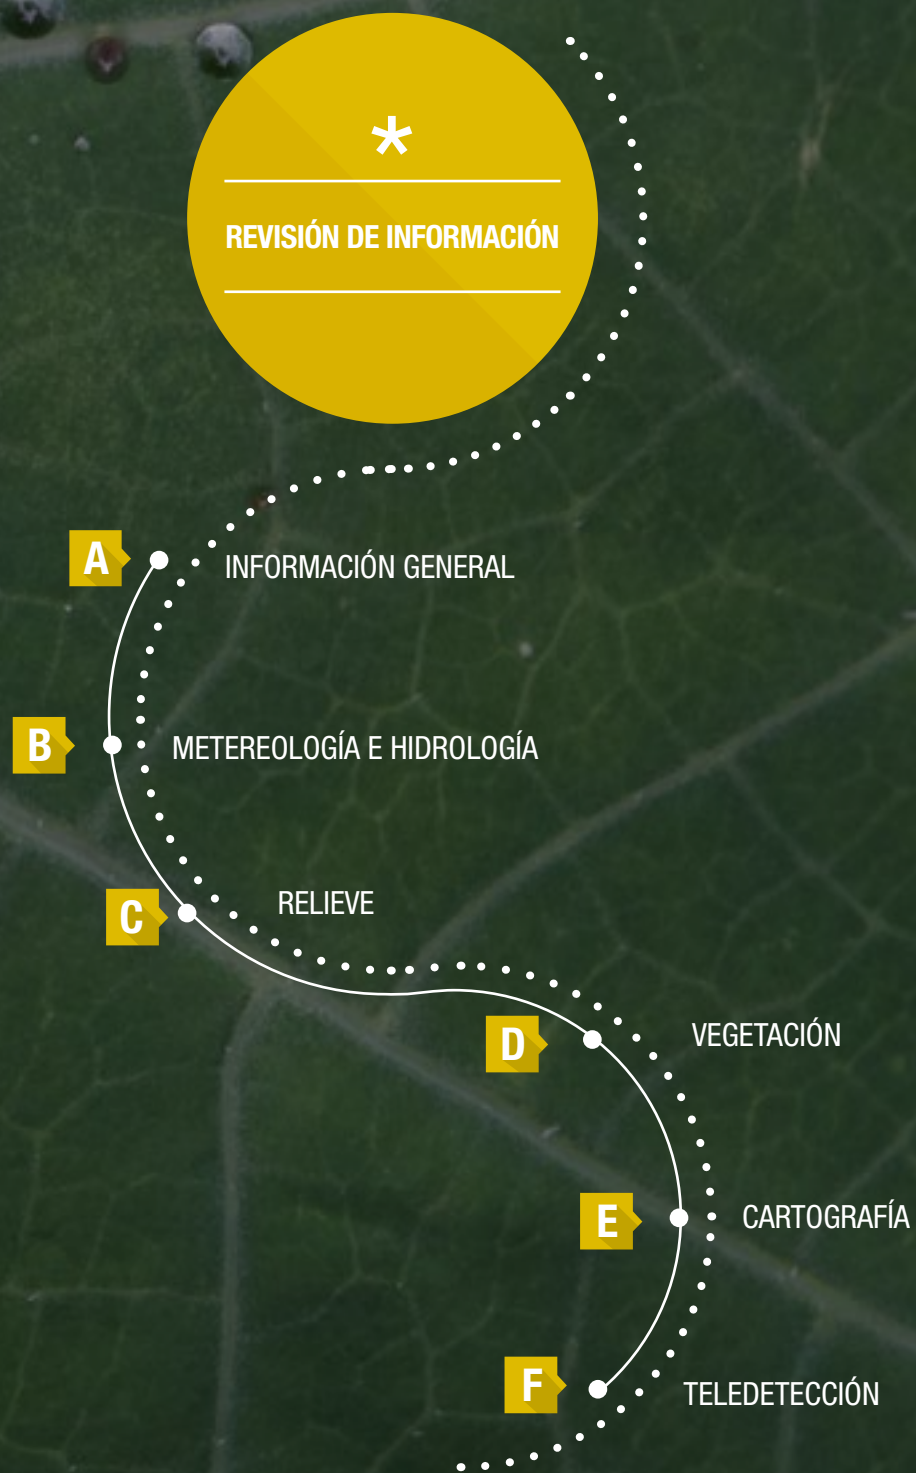 *
REVISIÓN DE INFORMACIÓN
A
INFORMACIÓN GENERAL
B
METEREOLOGÍA E HIDROLOGÍA
C
RELIEVE
D
VEGETACIÓN
E
CARTOGRAFÍA
F
TELEDETECCIÓN